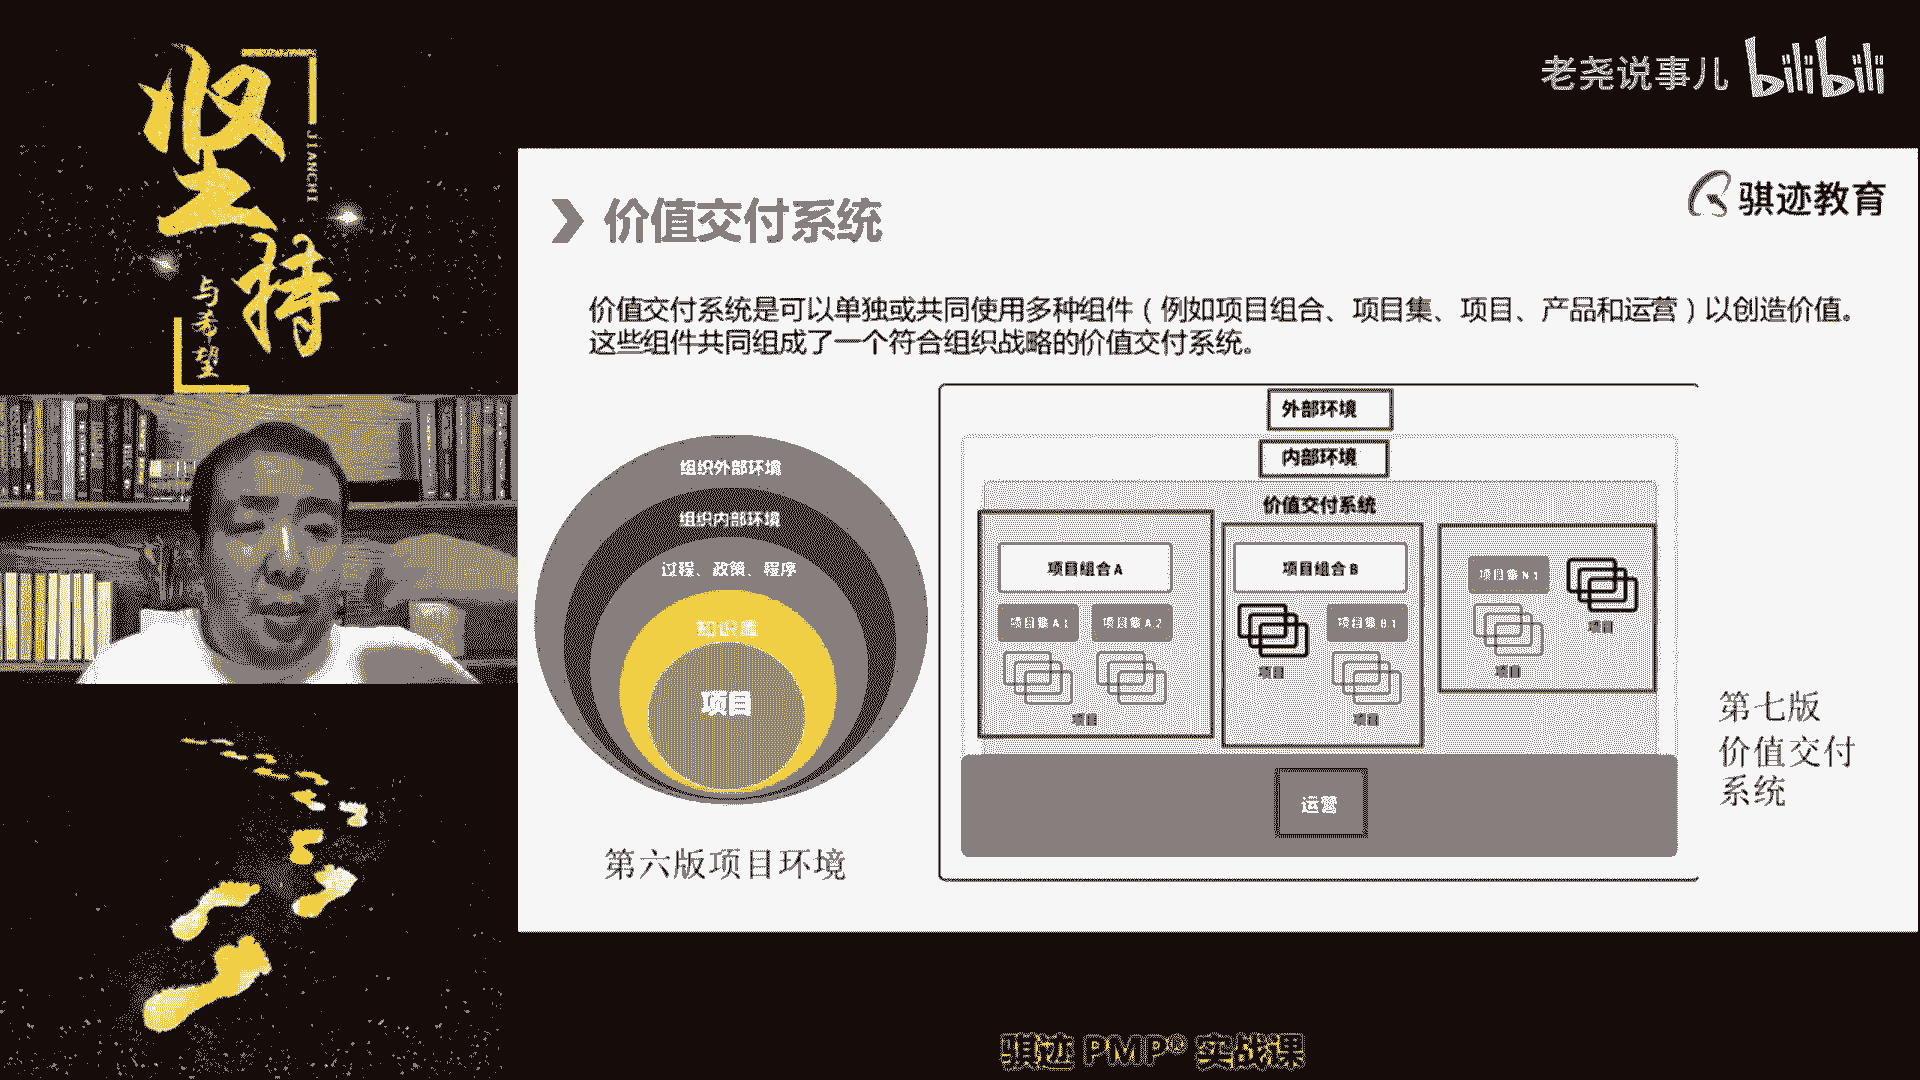 坚持
JIANCHI
与希望
老尧说事儿 bilibili
骐迹教育
价值交付系统
价值交付系统是可以单独或共同使用多种组件(例如项目组合、项目集、项目、产品和运营)以创造价值。
这些组件共同组成了一个符合组织战略的价值交付系统。
组织外部环境
组织内部环境
过程、政策、程序
知识库
项目
第六版项目环境
外部环境
内部环境
价值交付系统
项目组合 A
项目集 A 1
项目集 A 2
项目
项目组合 B
项目
项目集 B 1
项目
项目集 N 1
项目
项目
运营
第七版
价值交付
系统
骐迹 PMP® 实战课